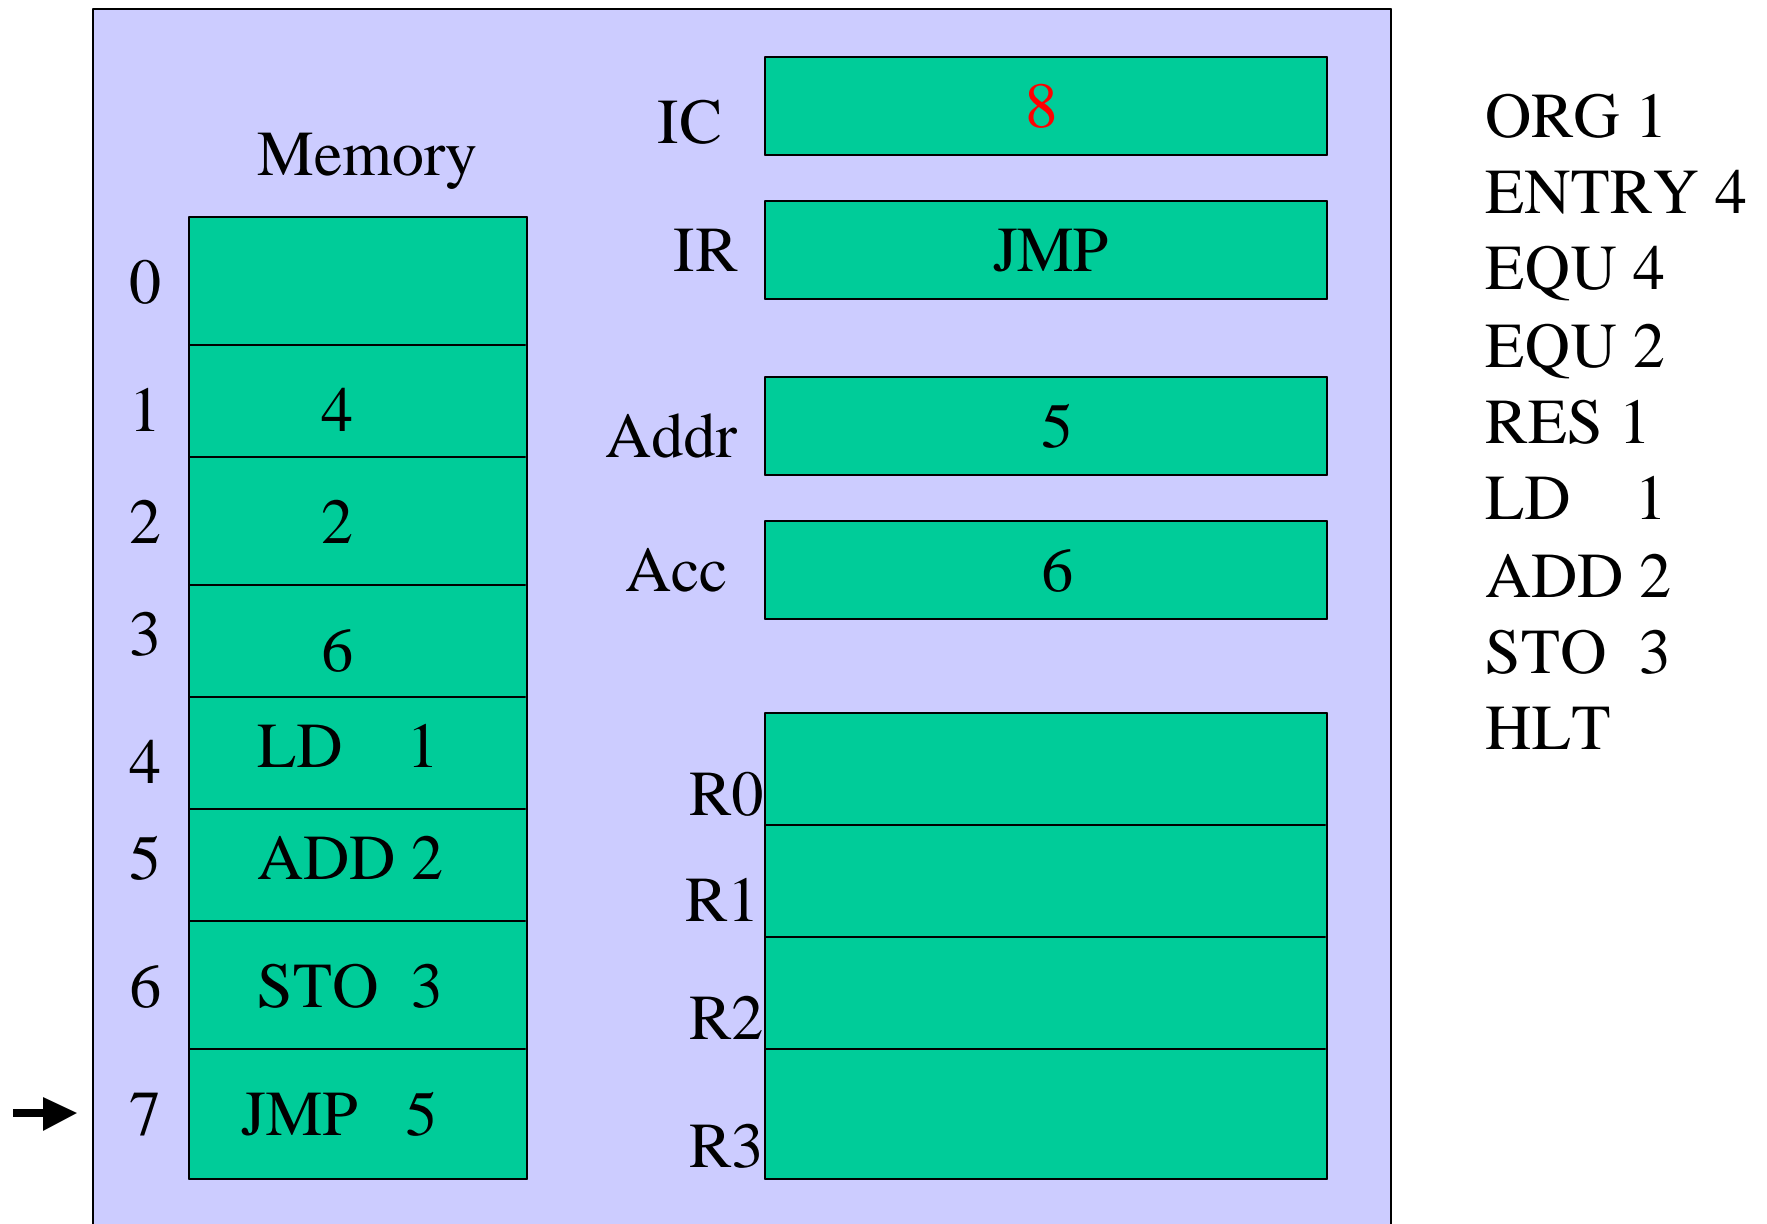 Memory
0
1 4
2 2
3 6
4 LD 1
5 ADD 2
6 STO 3
7 JMP 5
IC 8
IR JMP
Addr 5
Acc 6
R0
R1
R2
R3
ORG 1
ENTRY 4
EQU 4
EQU 2
RES 1
LD 1
ADD 2
STO 3
HLT